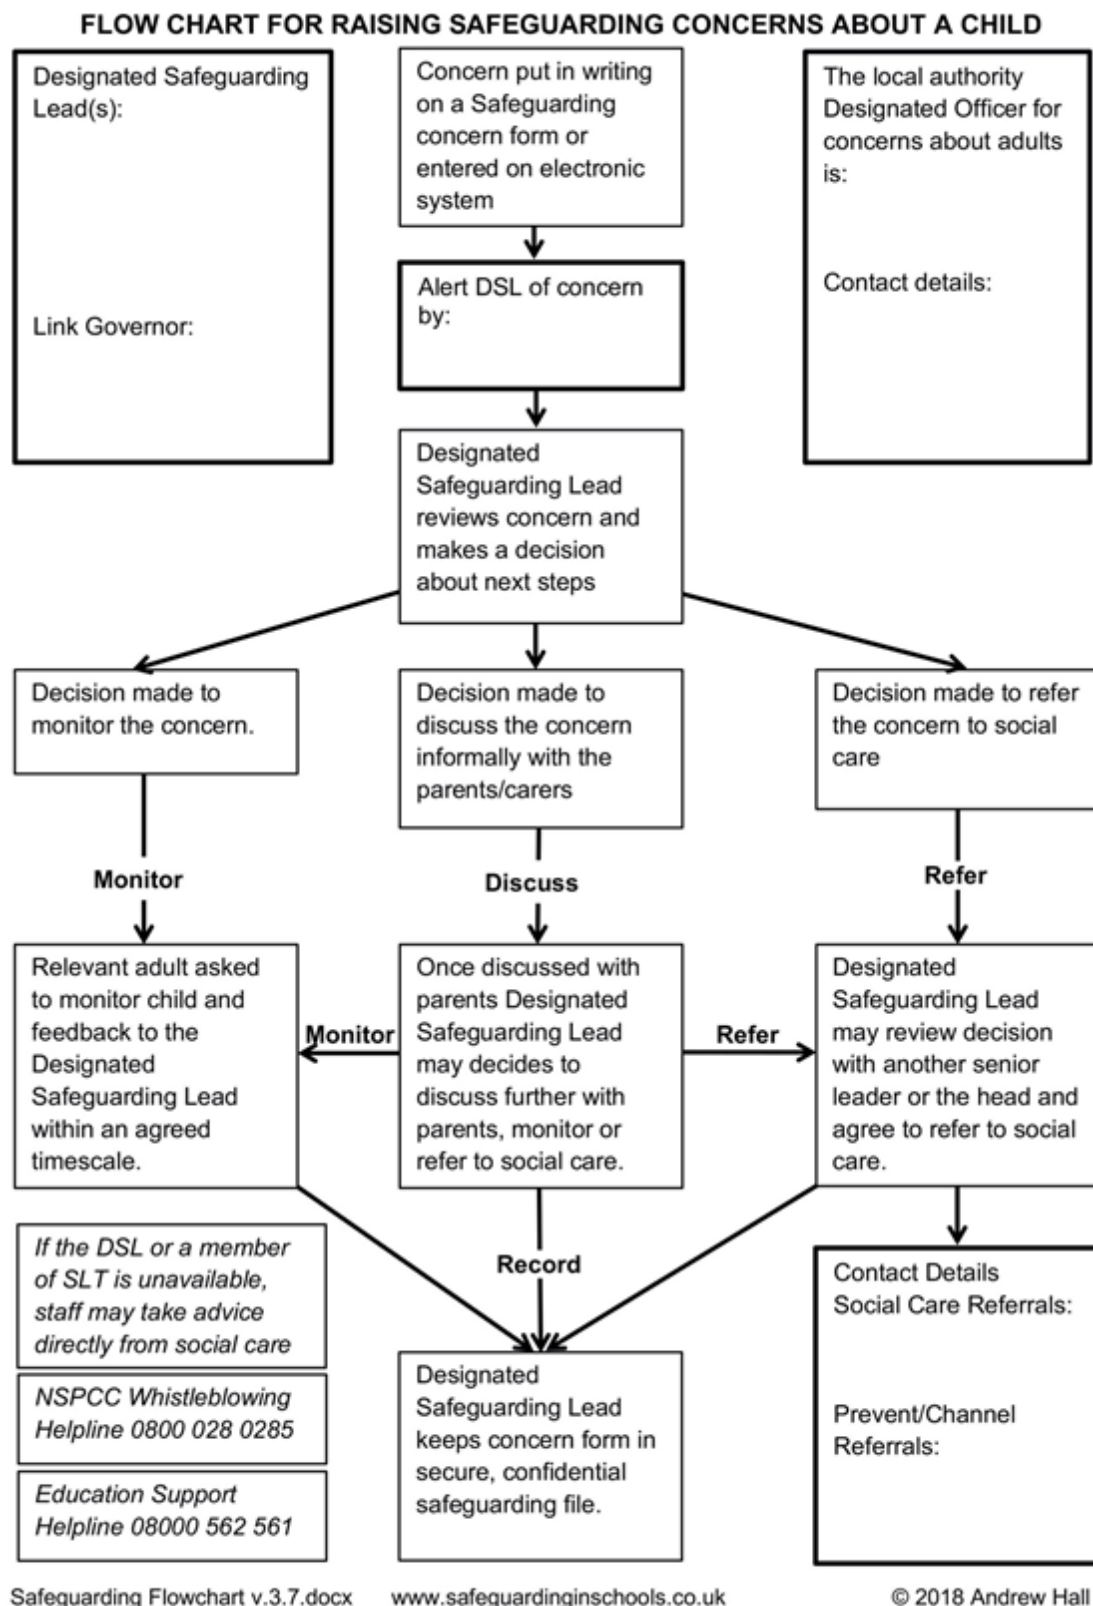 FLOW CHART FOR RAISING SAFEGUARDING CONCERNS ABOUT A CHILD
Designated Safeguarding
Lead(s):
Link Governor:
Concern put in writing
on a Safeguarding
concern form or
entered on electronic
system
The local authority
Designated Officer for
concerns about adults
is:
Contact details:
Alert DSL of concern
by:
Designated
Safeguarding Lead
reviews concern and
makes a decision
about next steps
Decision made to
monitor the concern.
Decision made to
discuss the concern
informally with the
parents/carers
Decision made to refer
the concern to social
care
Monitor
Discuss
Refer
Relevant adult asked
to monitor child and
feedback to the
Designated
Safeguarding Lead
within an agreed
timescale.
Monitor
Once discussed with
parents Designated
Safeguarding Lead
may decides to
discuss further with
parents, monitor or
refer to social care.
Refer
Designated
Safeguarding Lead
may review decision
with another senior
leader or the head and
agree to refer to social
care.
If the DSL or a member
of SLT is unavailable,
staff may take advice
directly from social care
Record
NSPCC Whistleblowing
Helpline 0800 028 0285
Education Support
Helpline 08000 562 561
Designated
Safeguarding Lead
keeps concern form in
secure, confidential
safeguarding file.
Contact Details
Social Care Referrals:
Prevent/Channel
Referrals:
Safeguarding Flowchart v.3.7.docx
www.safeguardinginschools.co.uk
© 2018 Andrew Hall